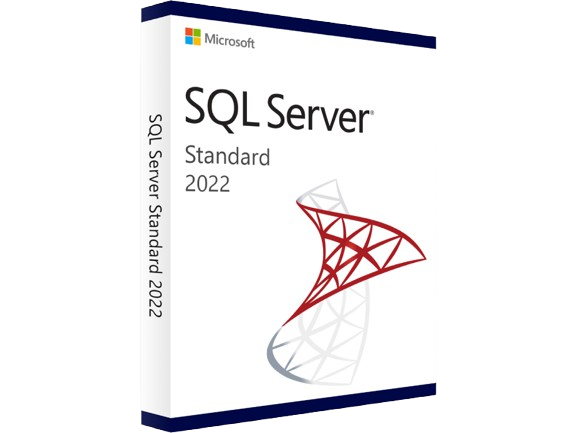 Microsoft
SQL Server®
Standard
2022
SQL Server Standard 2022